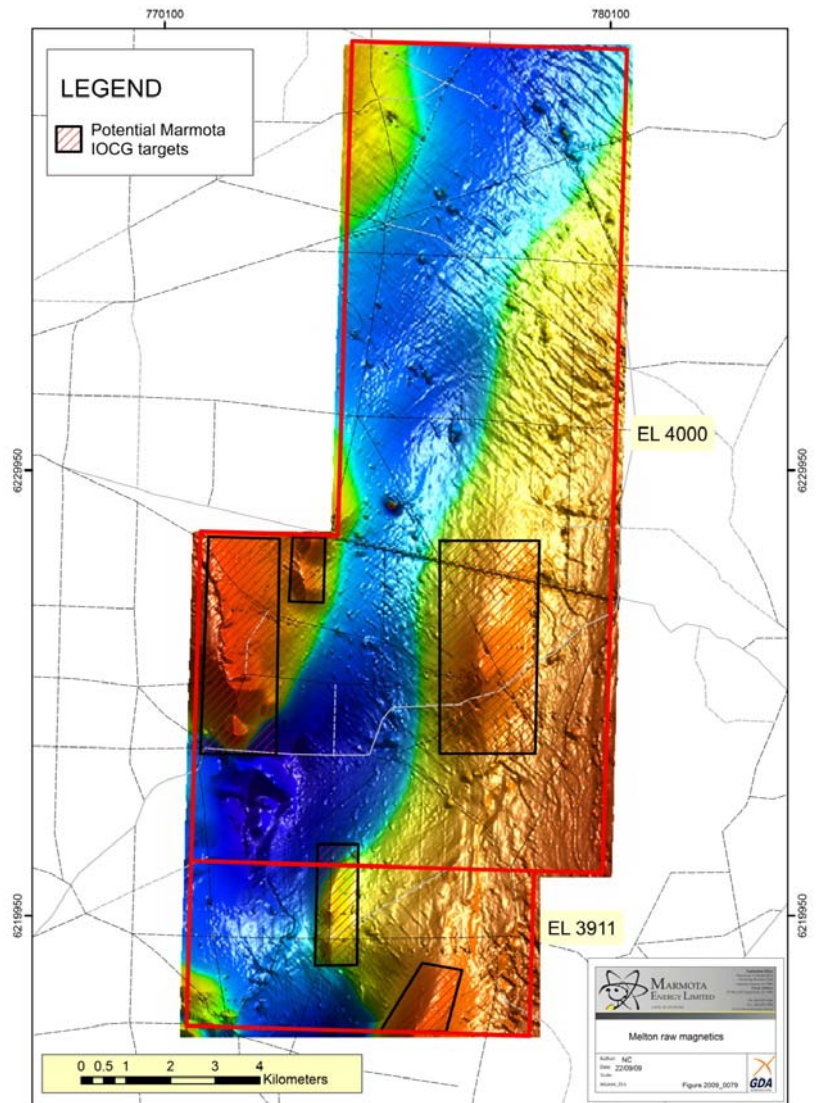 770100
780100
LEGEND
Potential Marmota
IOCG targets
EL 4000
6229950
6229950
6219950
6219950
EL 3911
MARMOTA
ENERGY LIMITED
Melton raw magnetics
Author: NC
Date: 22/09/09
Scale:
Figure 2009_0079
GDA
0 0.5 1 2 3 4
Kilometers